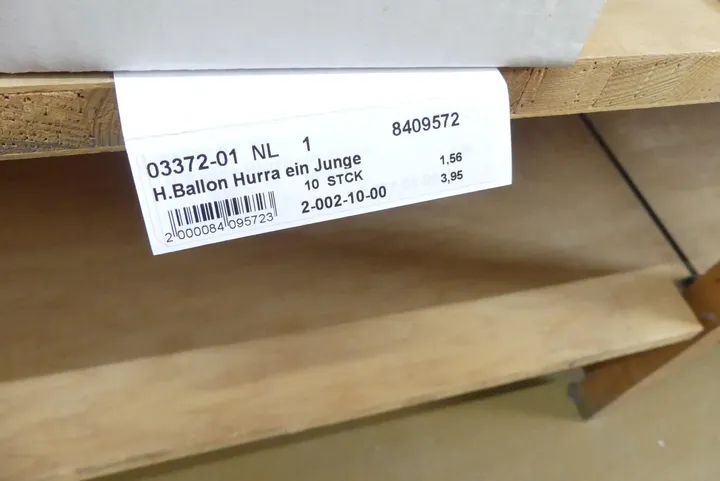 03372-01 NL 1 8409572
H.Ballon Hurra ein Junge 1,56
10 STCK 3,95
2 000084 095723 2-002-10-00